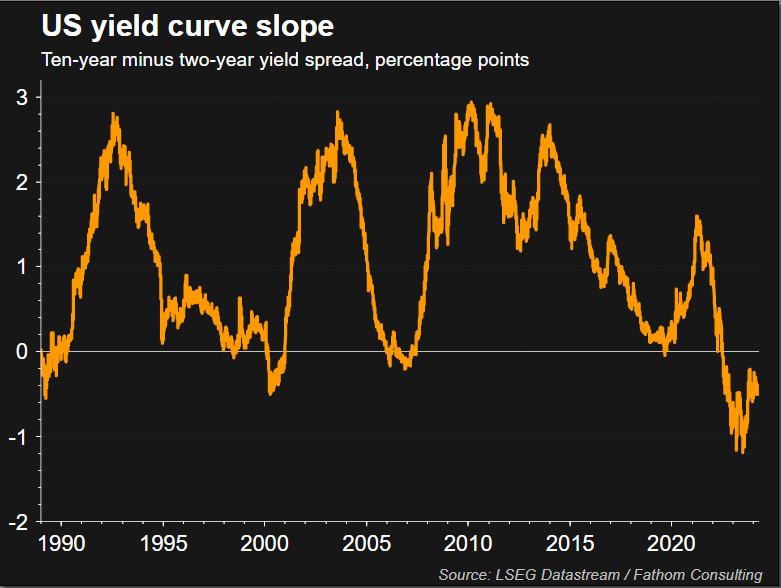 US yield curve slope
Ten-year minus two-year yield spread, percentage points
3
2
1
0
-1
-2
1990 1995 2000 2005 2010 2015 2020
Source: LSEG Datastream / Fathom Consulting